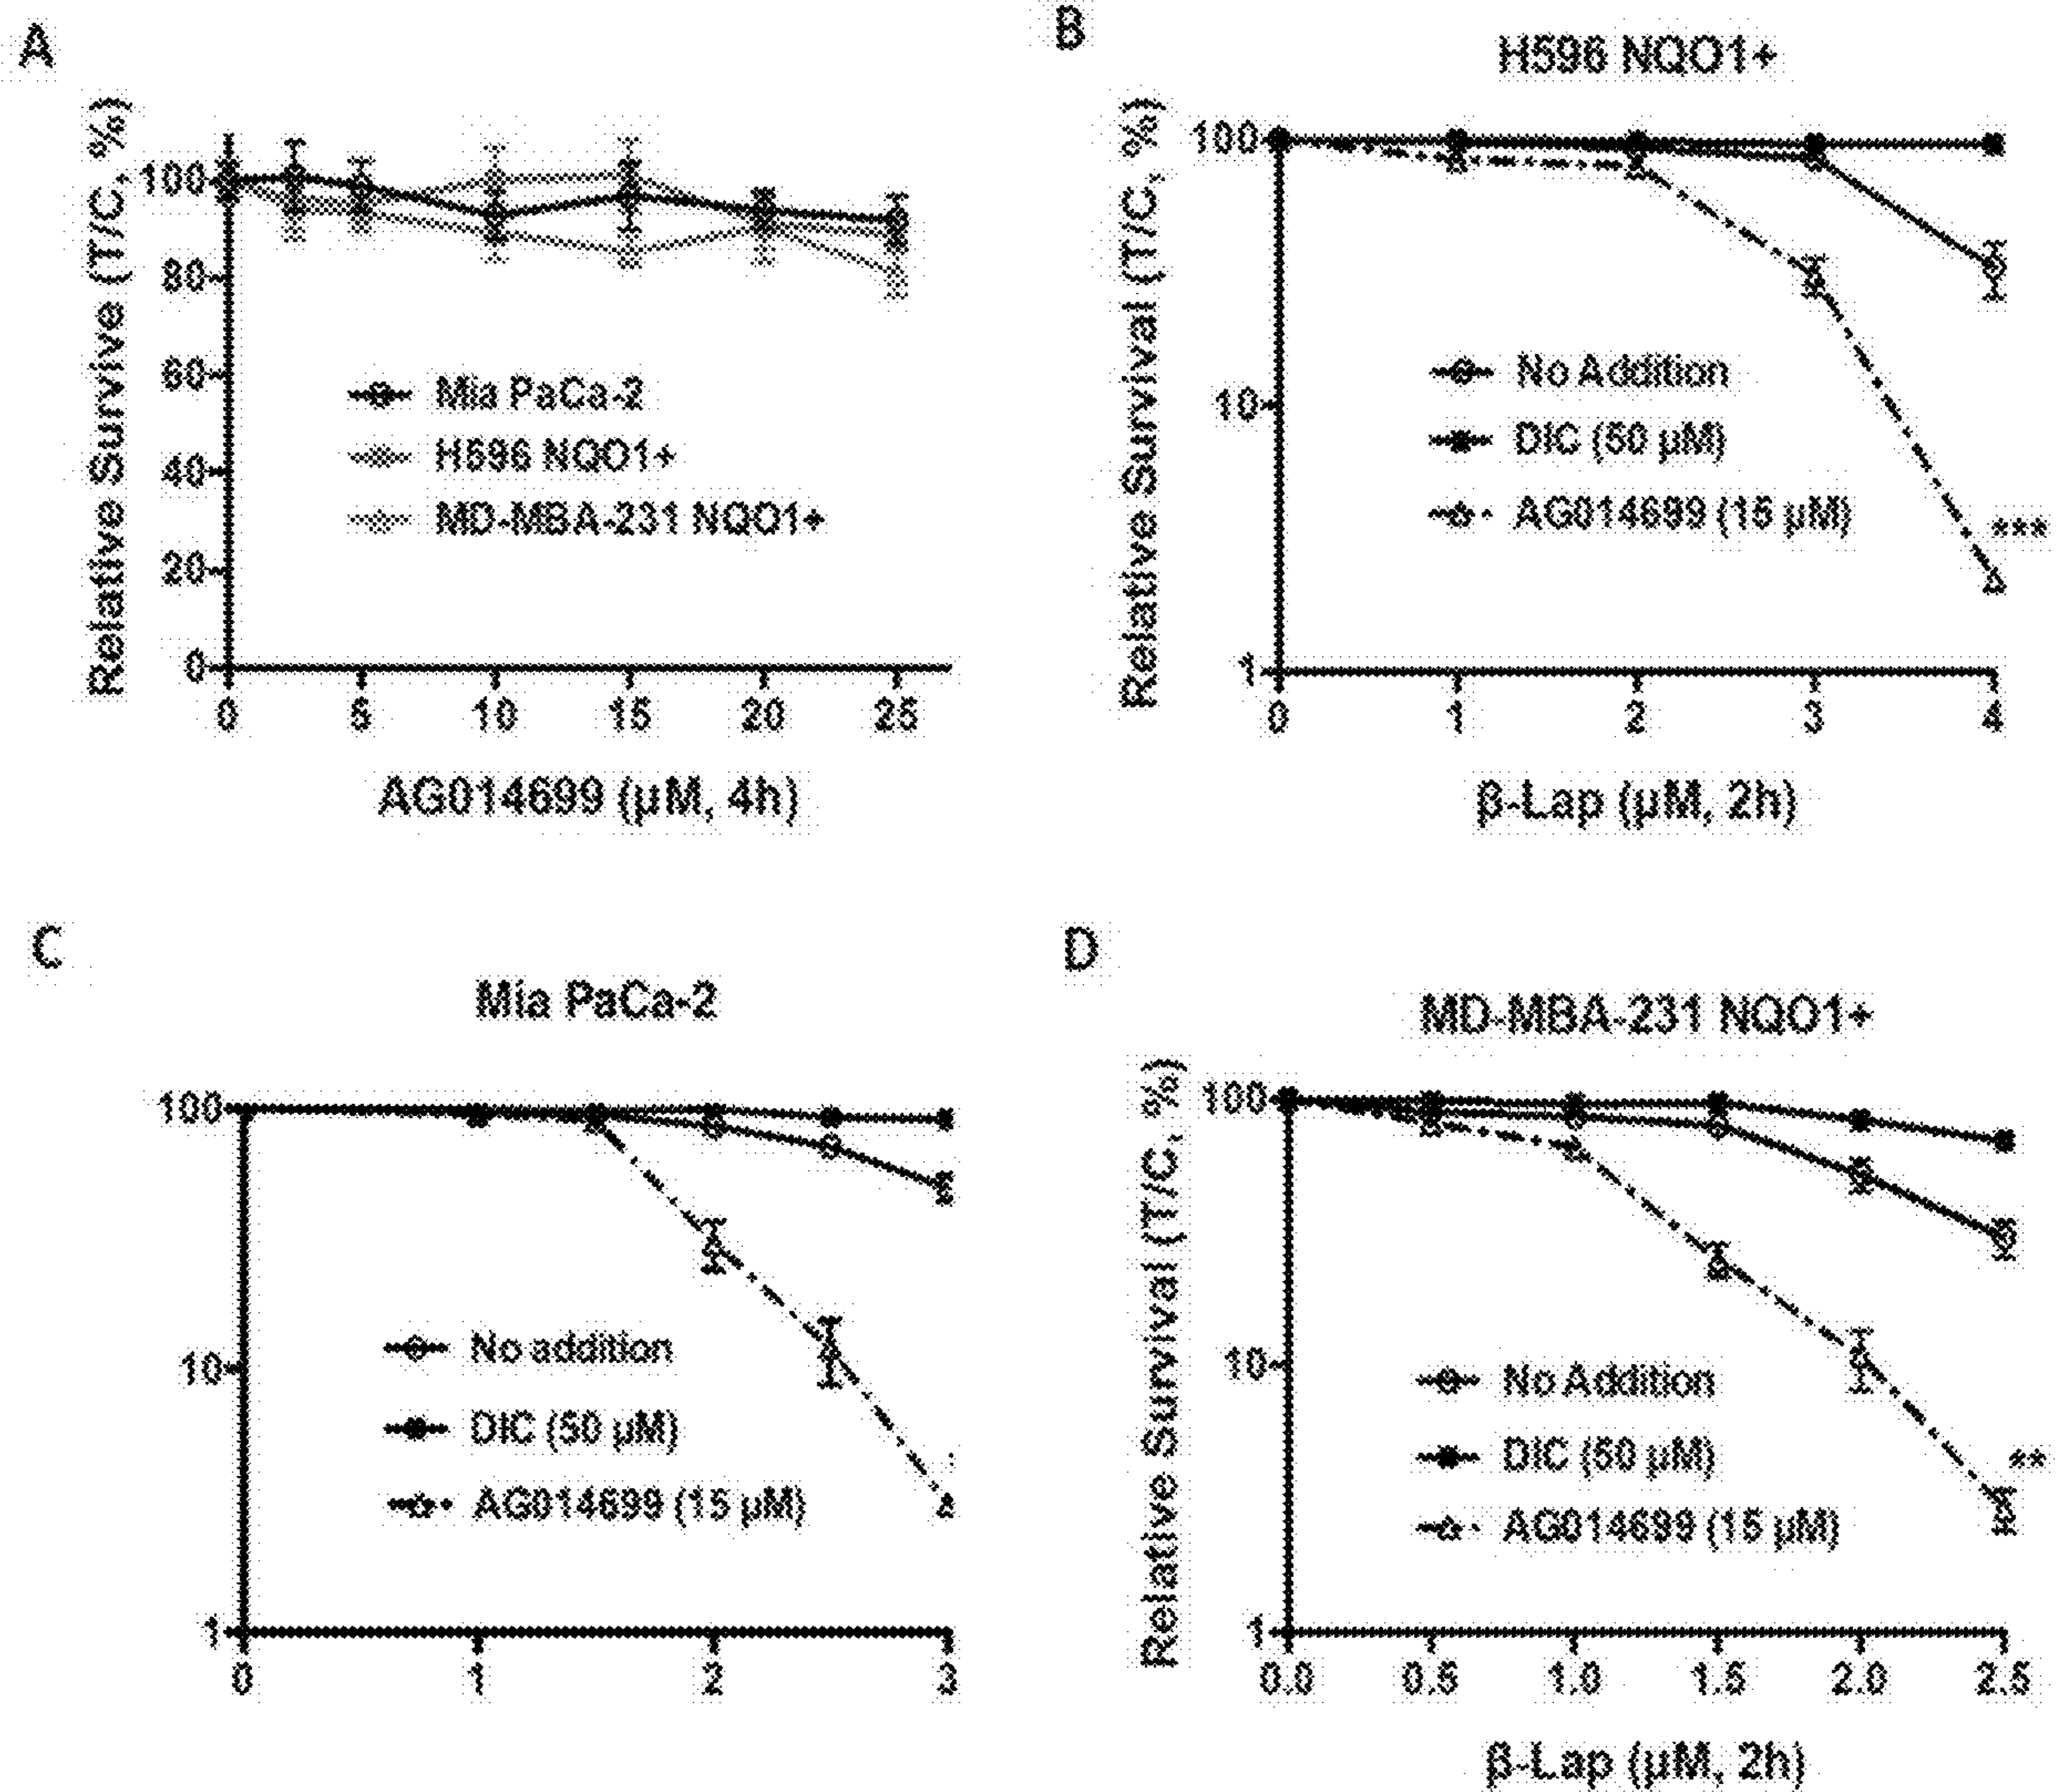 A
Relative Survive (T/C, %)
100
80
60
40
20
0
Mia PaCa-2
H596 NQO1+
MD-MBA-231 NQO1+
0 5 10 15 20 25
AG014699 (μM, 4h)
B
H596 NQO1+
Relative Survival (T/C, %)
100
10
1
No Addition
DIC (50 μM)
AG014699 (15 μM)
***
0 1 2 3 4
β-Lap (μM, 2h)
C
Mia PaCa-2
100
10
1
No addition
DIC (50 μM)
AG014699 (15 μM)
0 1 2 3
D
MD-MBA-231 NQO1+
Relative Survival (T/C, %)
100
10
1
No Addition
DIC (50 μM)
AG014699 (15 μM)
**
0.0 0.5 1.0 1.5 2.0 2.5
β-Lap (μM, 2h)